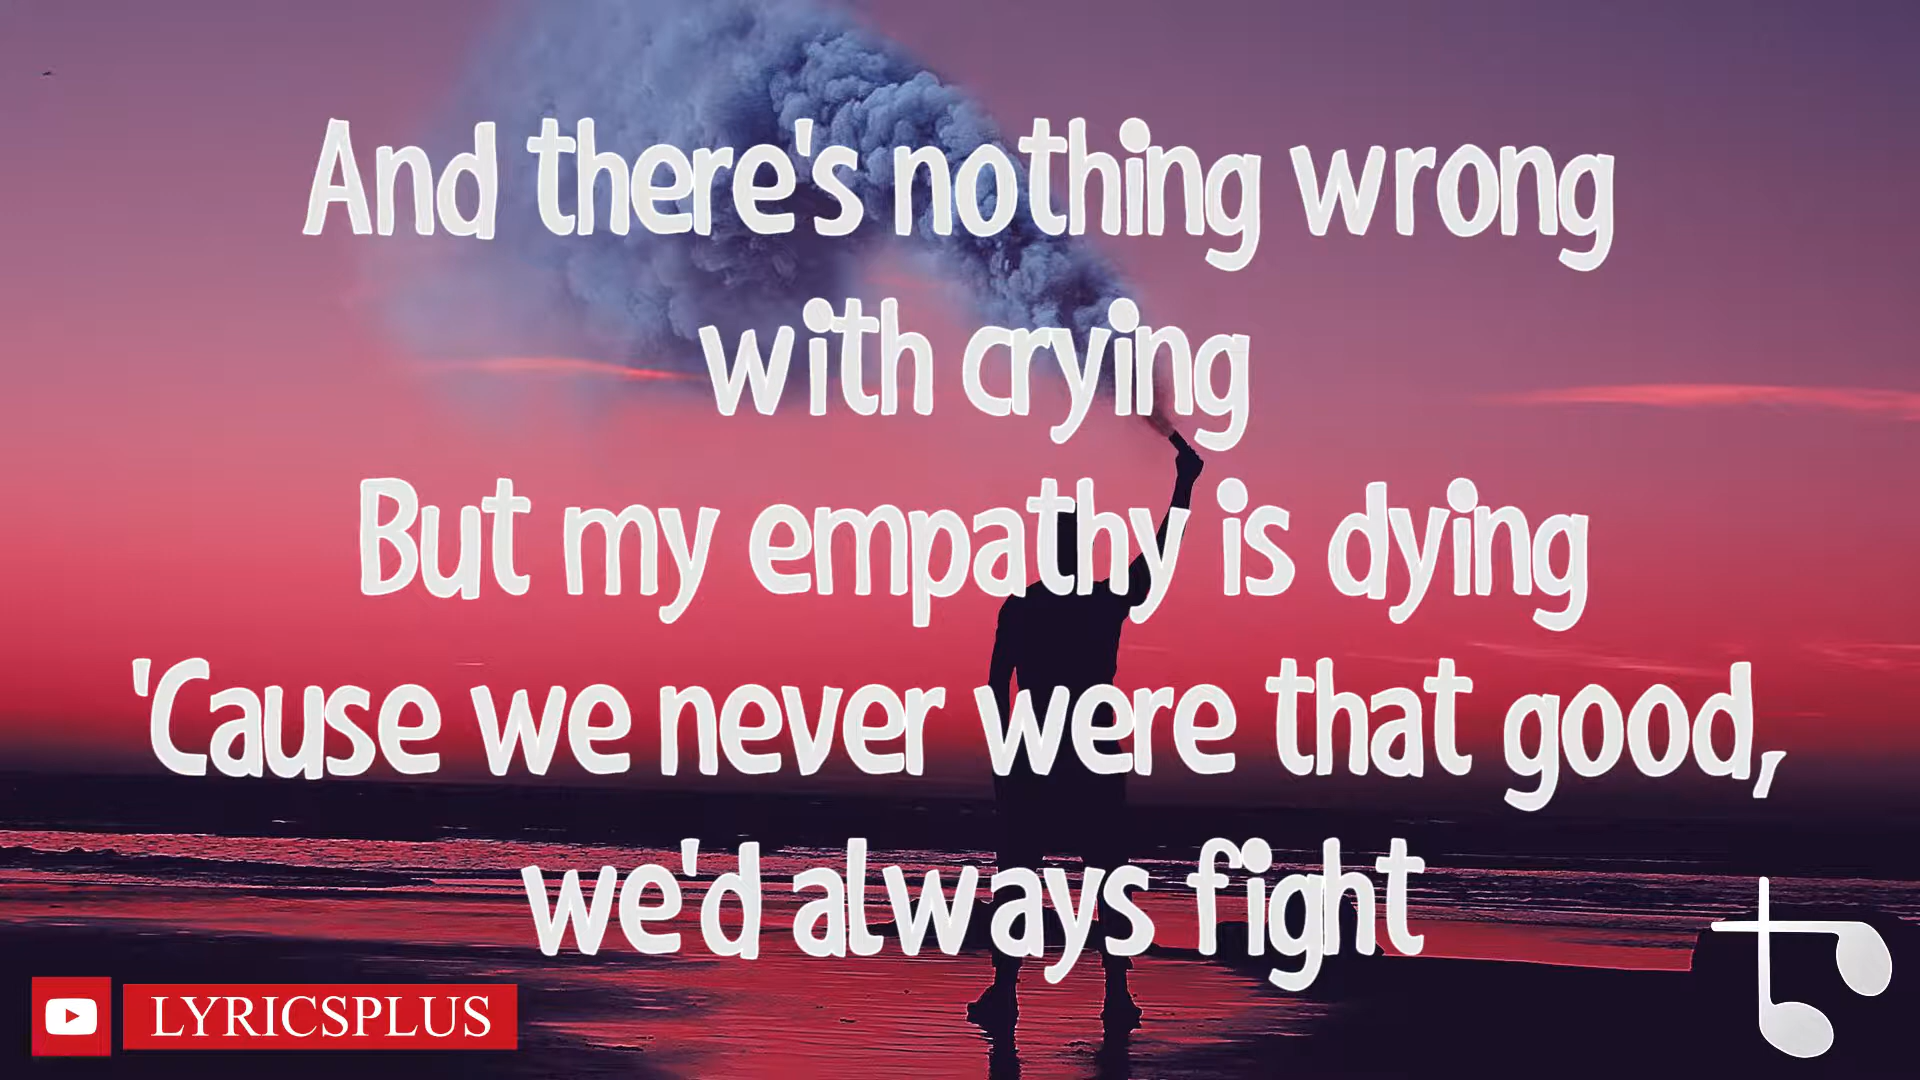 And there's nothing wrong
with crying
But my empathy is dying
'Cause we never were that good,
we'd always fight
LYRICSPLUS